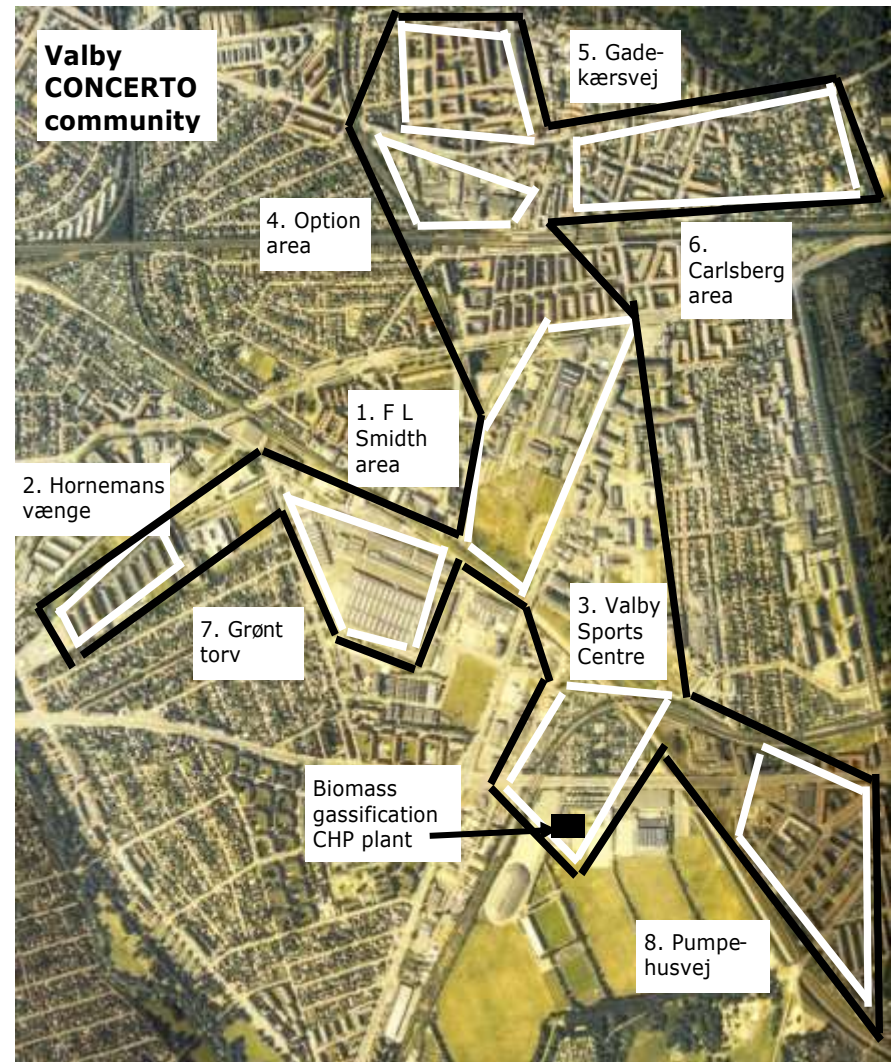 Valby
CONCERTO
community
5. Gade-
kærsvej
4. Option
area
6.
Carlsberg
area
1. F L
Smidth
area
2. Hornemans
vænge
3. Valby
Sports
Centre
7. Grønt
torv
Biomass
gassification
CHP plant
8. Pumpe-
husvej